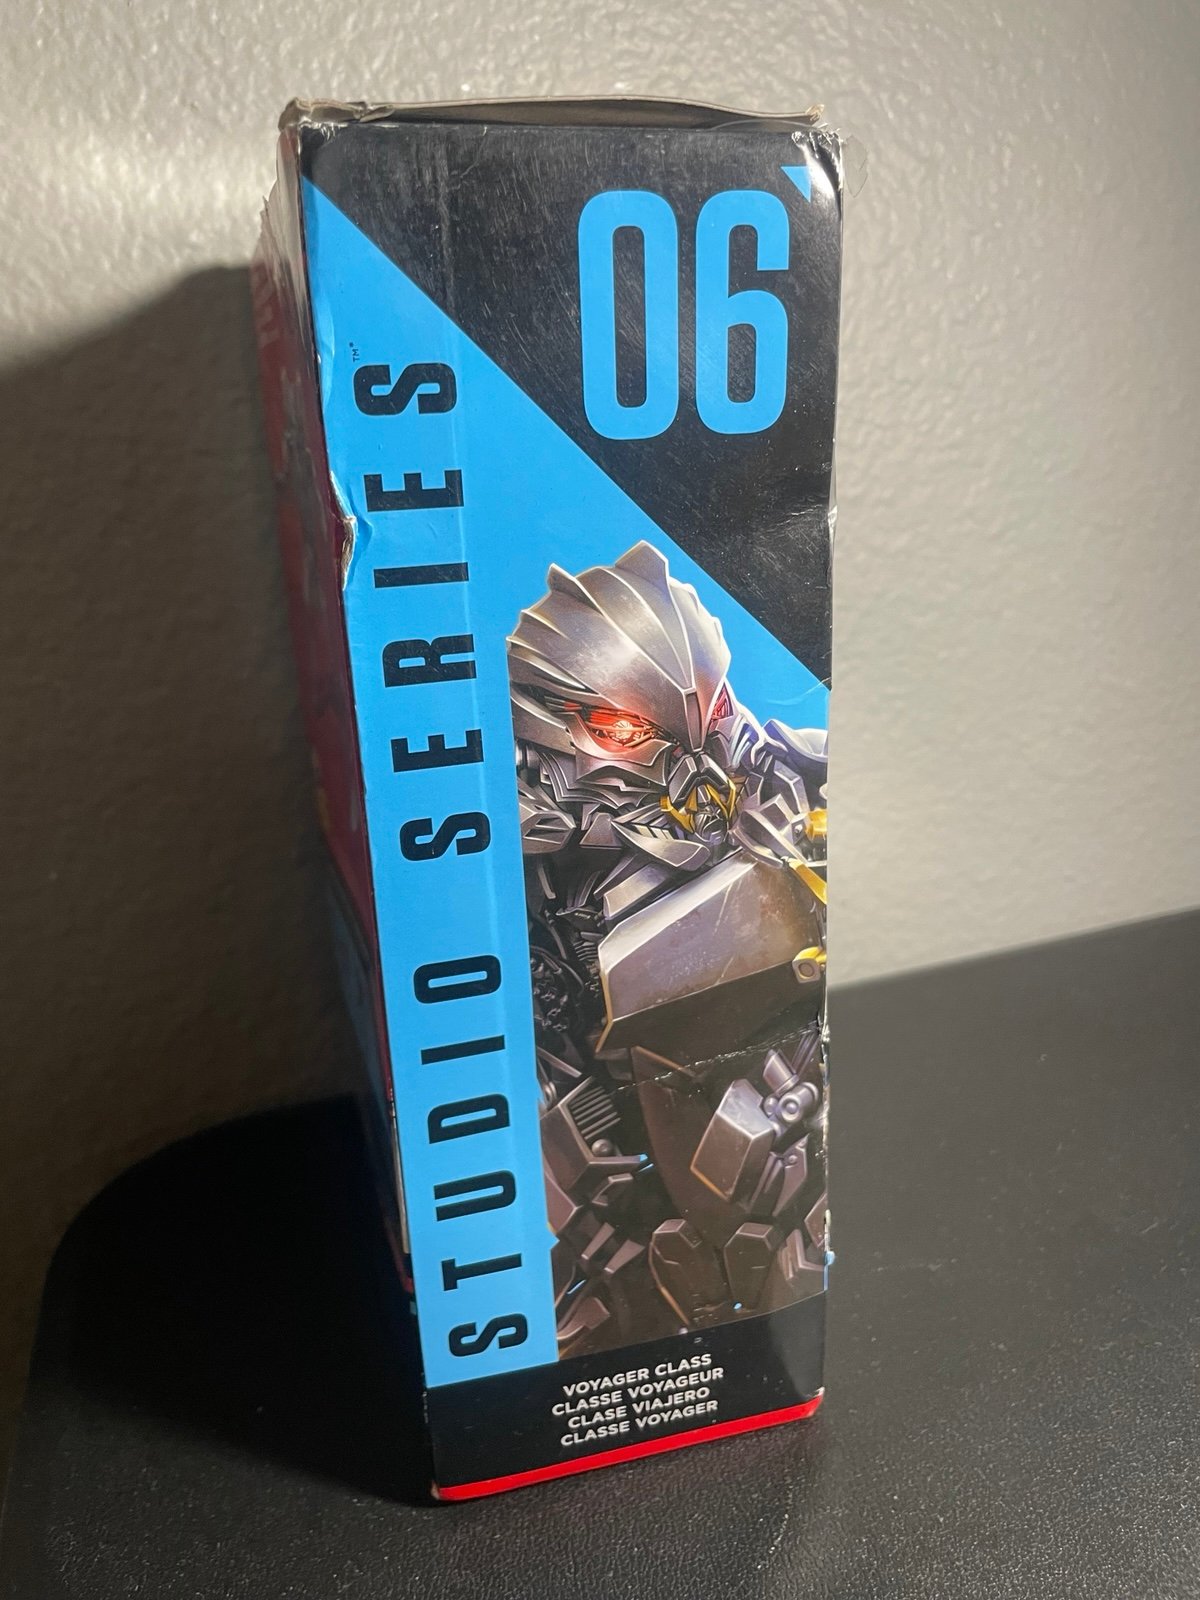 06
STUDIO SERIES™
VOYAGER CLASS
CLASSE VOYAGEUR
CLASE VIAJERO
CLASSE VOYAGER